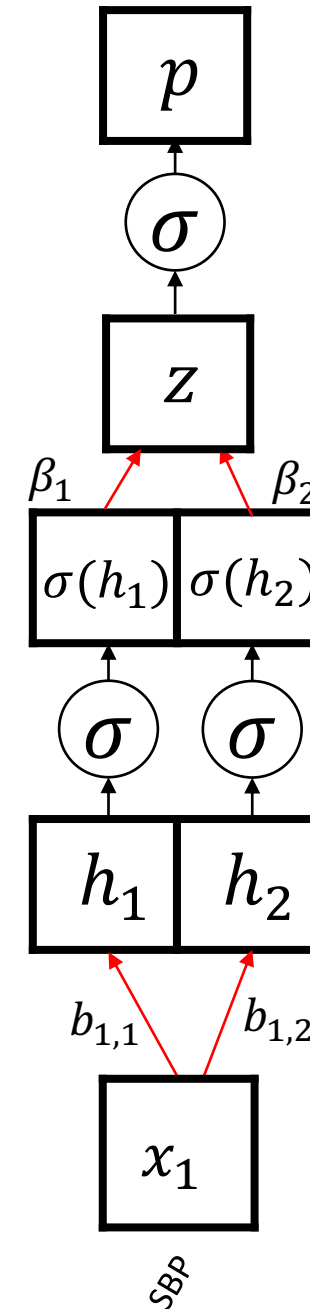 p
σ
z
β₁ β₂
σ(h₁) σ(h₂)
σ σ
h₁ h₂
b₁,₁ b₁,₂
x₁
SBP